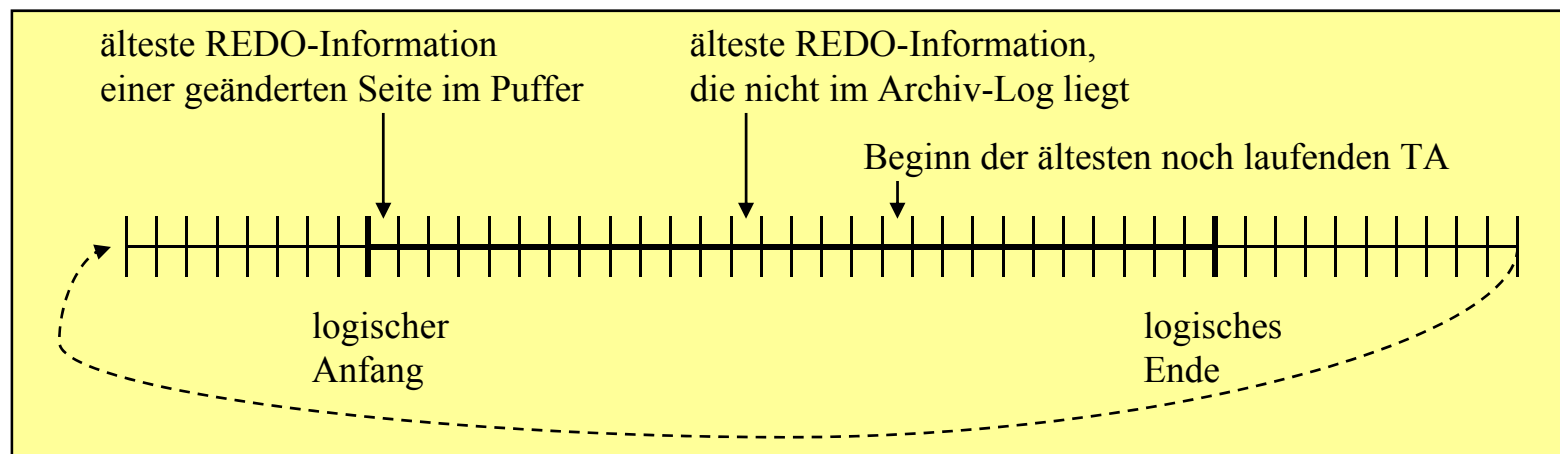 älteste REDO-Information
einer geänderten Seite im Puffer
älteste REDO-Information,
die nicht im Archiv-Log liegt
Beginn der ältesten noch laufenden TA
logischer
Anfang
logisches
Ende